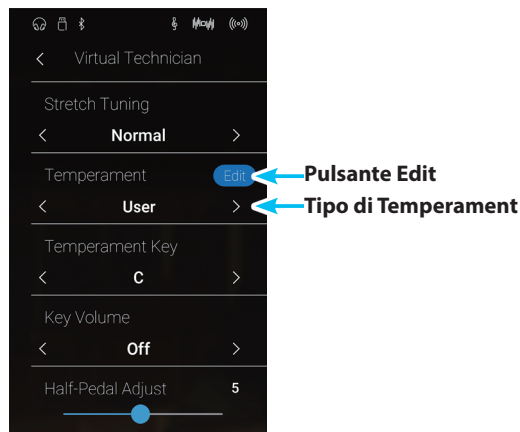 Virtual Technician
Stretch Tuning
Normal
Temperament Edit
Pulsante Edit
User
Tipo di Temperament
Temperament Key
C
Key Volume
Off
Half-Pedal Adjust 5